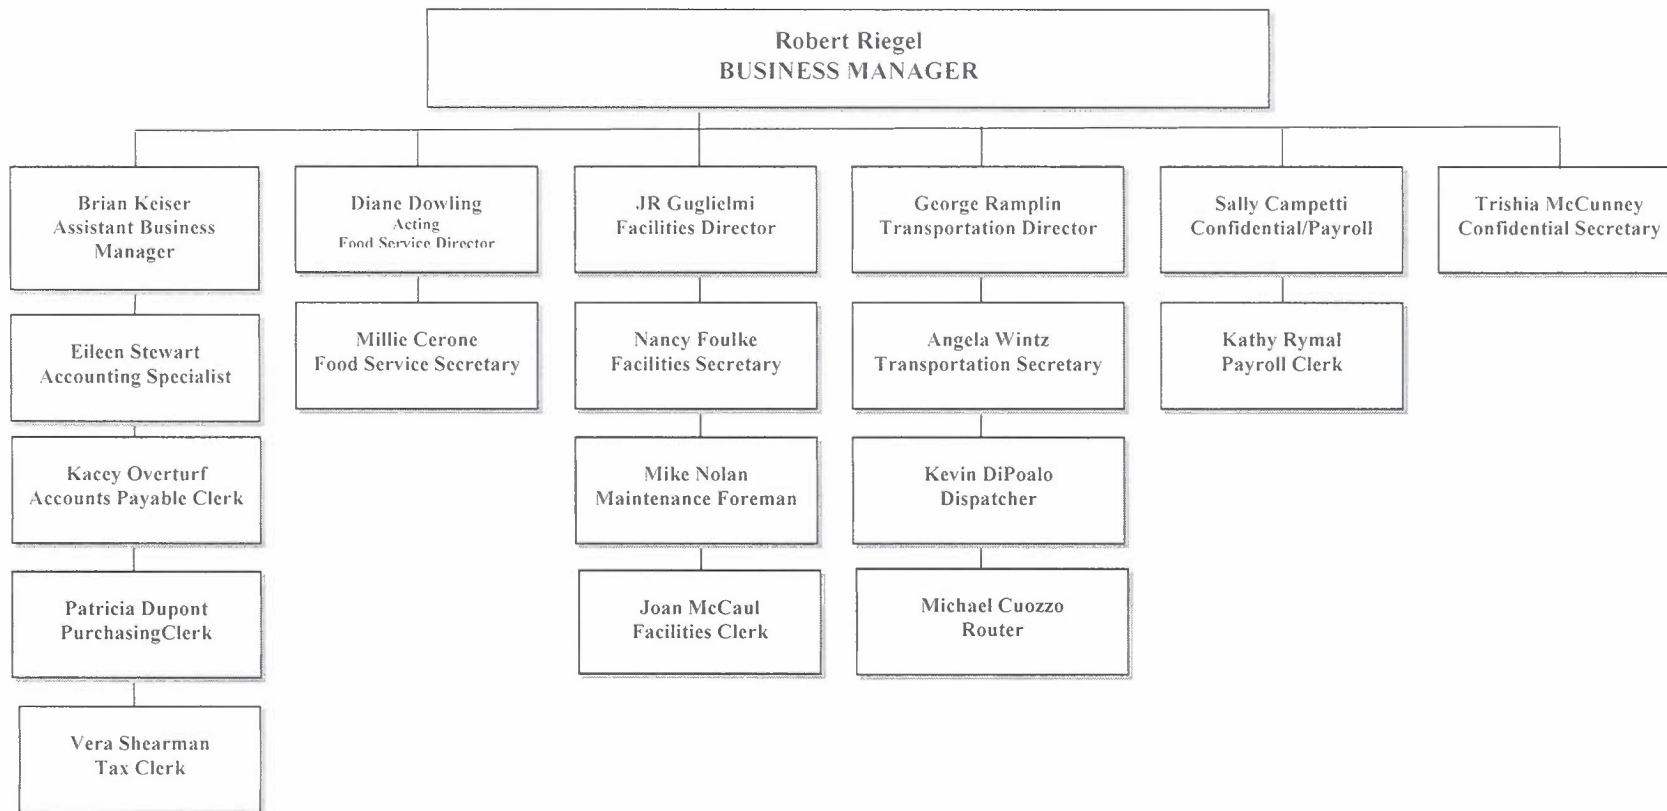 Robert Riegel
BUSINESS MANAGER
Brian Keiser
Assistant Business
Manager
Diane Dowling
Acting
Food Service Director
JR Guglielmi
Facilities Director
George Ramplin
Transportation Director
Sally Campetti
Confidential/Payroll
Trishia McCunney
Confidential Secretary
Eileen Stewart
Accounting Specialist
Millie Cerone
Food Service Secretary
Nancy Foulke
Facilities Secretary
Angela Wintz
Transportation Secretary
Kathy Rymal
Payroll Clerk
Kacey Overturf
Accounts Payable Clerk
Mike Nolan
Maintenance Foreman
Kevin DiPoalo
Dispatcher
Patricia Dupont
PurchasingClerk
Joan McCaul
Facilities Clerk
Michael Cuozzo
Router
Vera Shearman
Tax Clerk